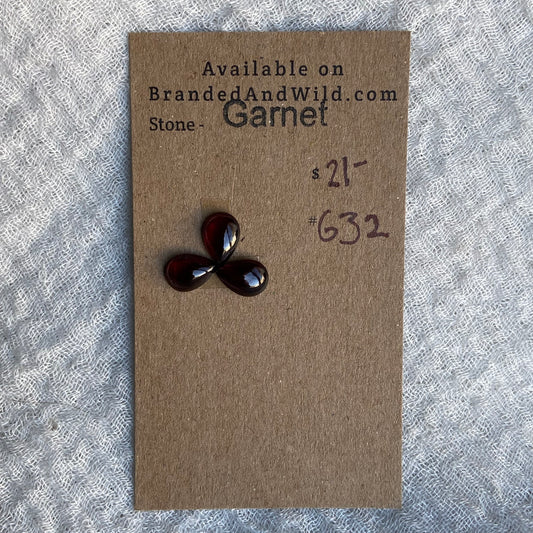 Available on
BrandedAndWild.com
Stone - Garnet
$ 21-
#632